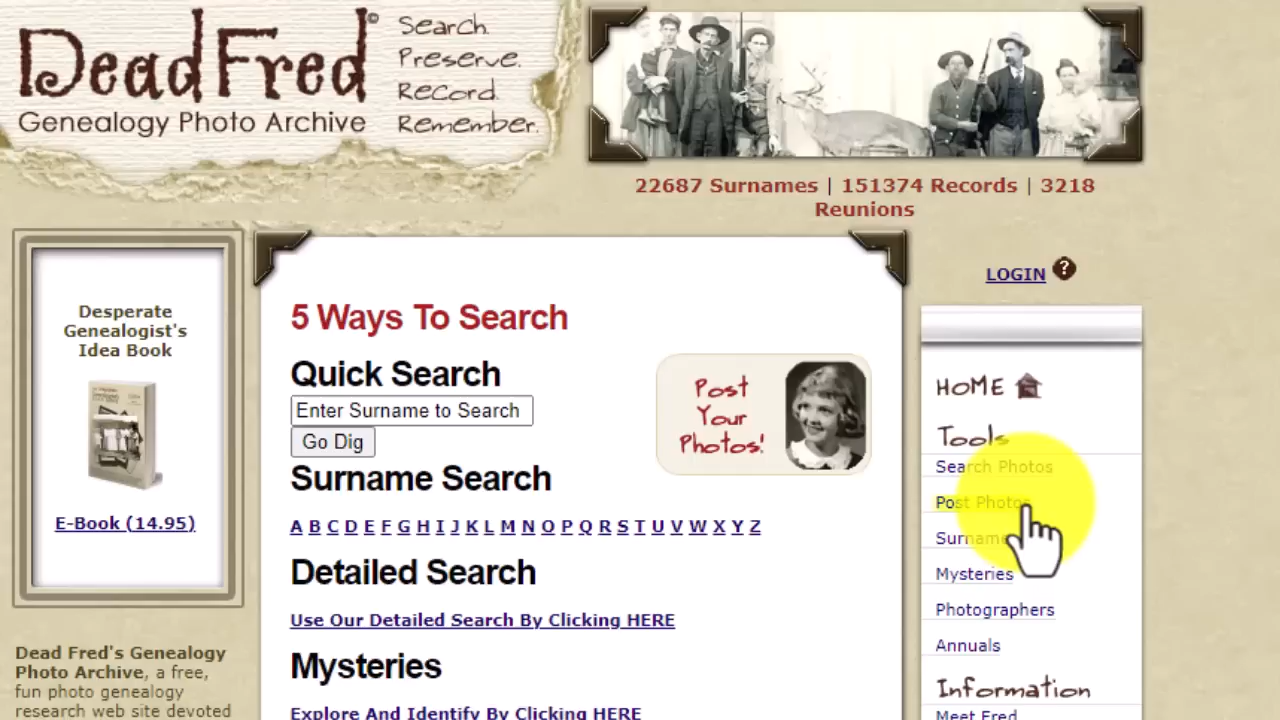 DeadFred©
Genealogy Photo Archive
Search.
Preserve.
Record.
Remember.
22687 Surnames | 151374 Records | 3218
Reunions
LOGIN ?
Desperate
Genealogist's
Idea Book
E-Book (14.95)
Dead Fred's Genealogy
Photo Archive, a free,
fun photo genealogy
research web site devoted
5 Ways To Search
Quick Search
Enter Surname to Search
Go Dig
Post
Your
Photos!
Surname Search
A B C D E F G H I J K L M N O P Q R S T U V W X Y Z
Detailed Search
Use Our Detailed Search By Clicking HERE
Mysteries
Explore And Identify By Clicking HERE
HOME
Tools
Search Photos
Post Photos
Mysteries
Photographers
Annuals
Information
Meet Fred